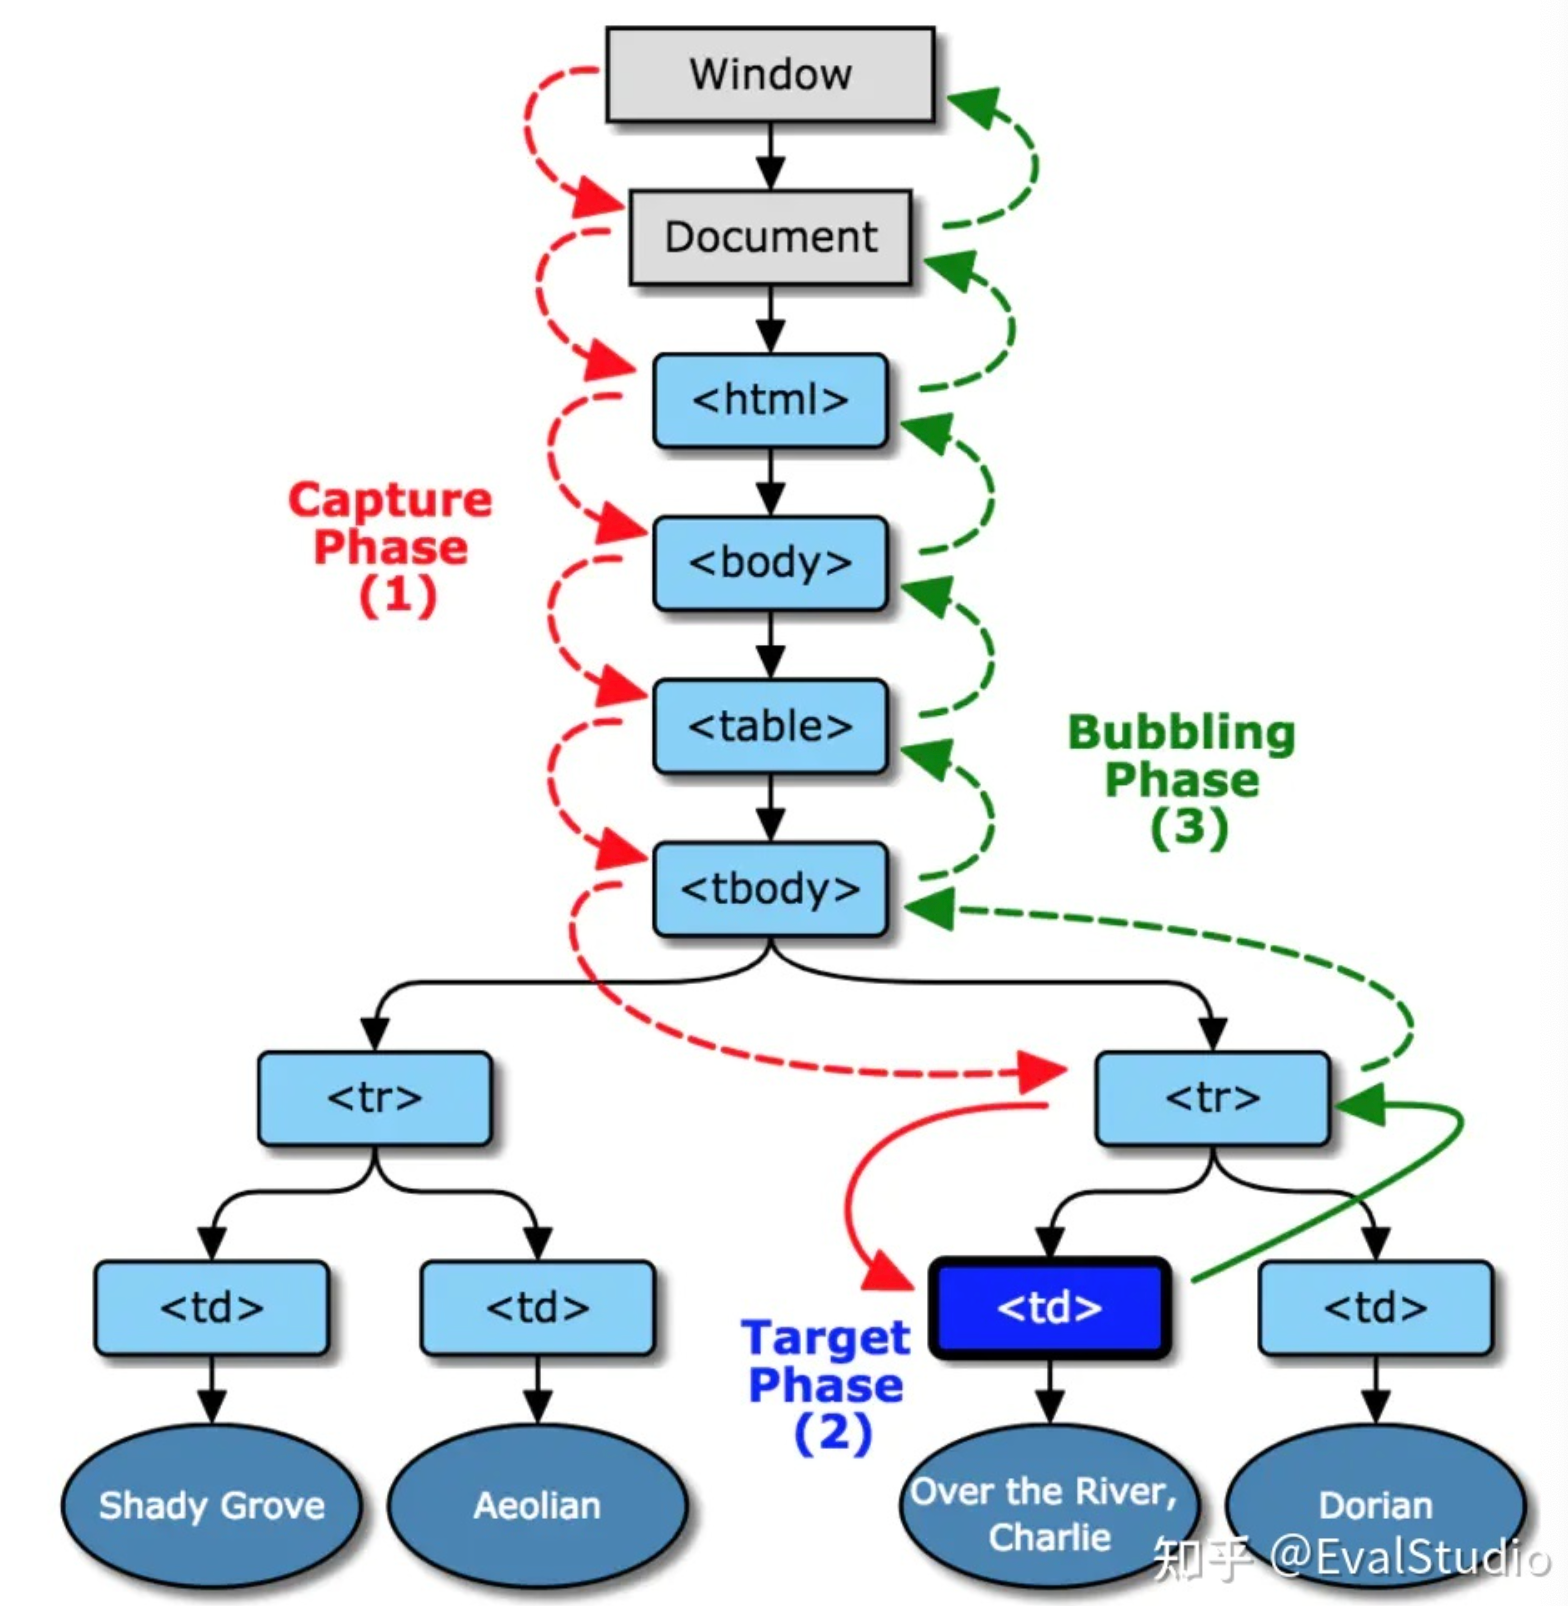 Window
Document
<html>
Capture
Phase
(1)
<body>
<table>
Bubbling
Phase
(3)
<tbody>
<tr>
<tr>
<td>
<td>
<td>
<td>
Target
Phase
(2)
Shady Grove
Aeolian
Over the River,
Charlie
Dorian
知乎 @EvalStudio